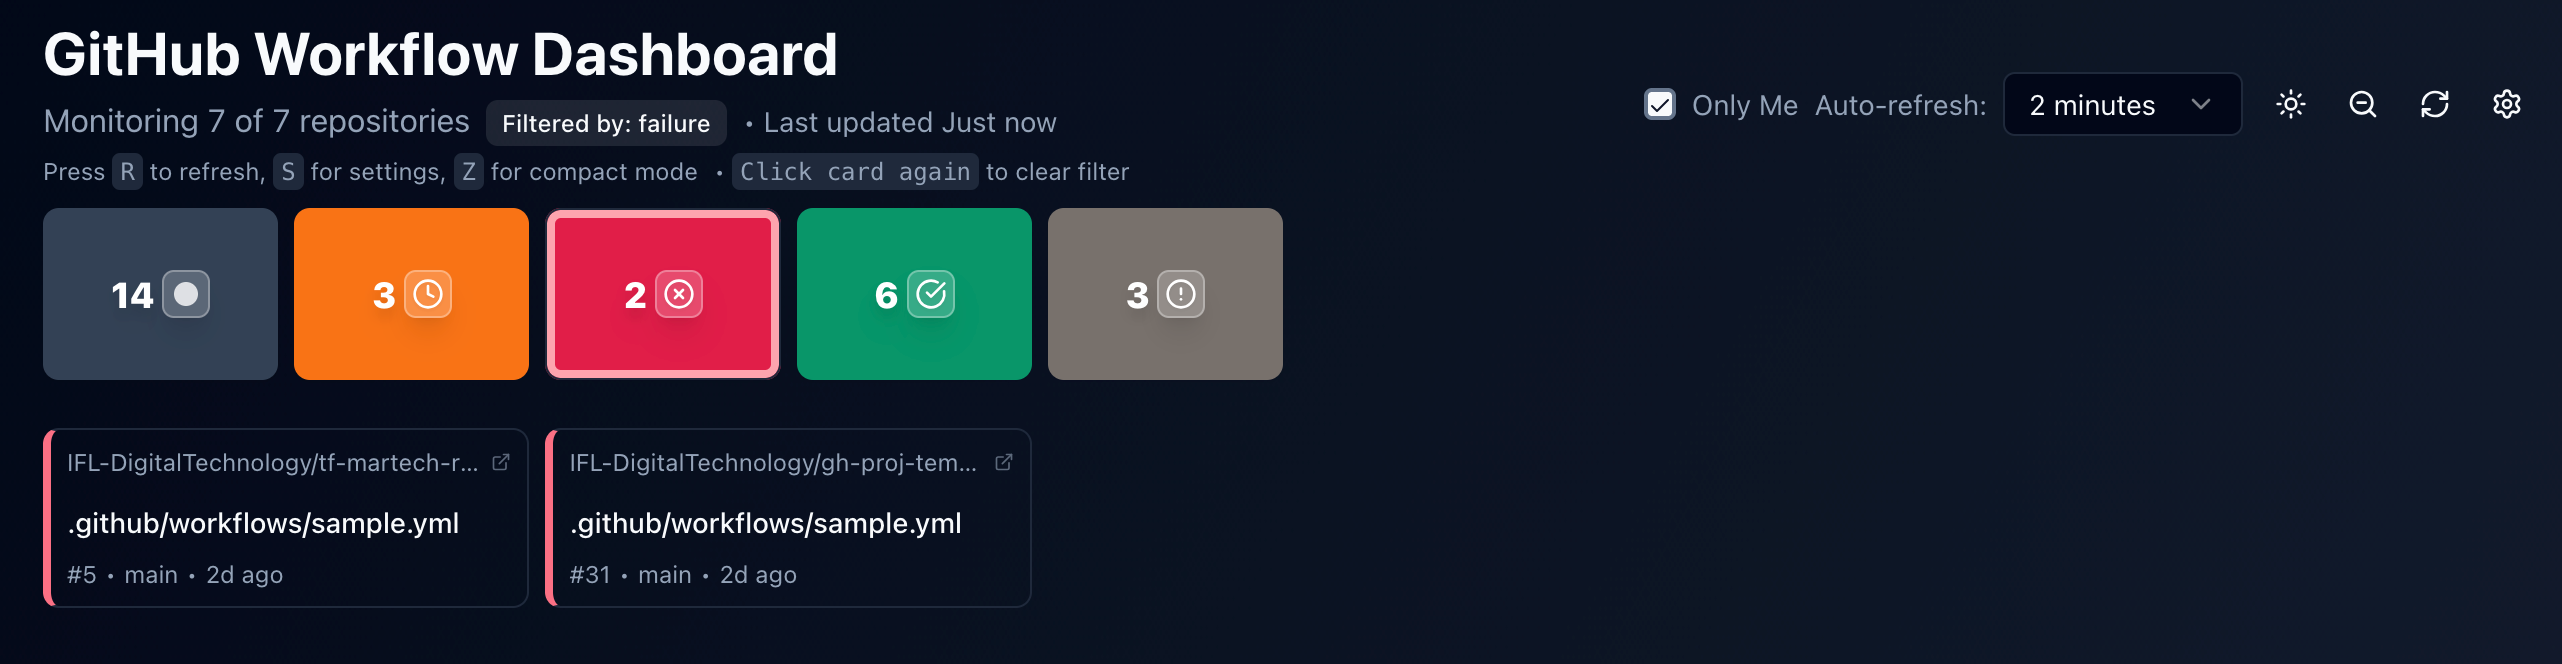 GitHub Workflow Dashboard
Monitoring 7 of 7 repositories Filtered by: failure • Last updated Just now
Only Me Auto-refresh: 2 minutes
Press R to refresh, S for settings, Z for compact mode • Click card again to clear filter
14 3 2 6 3
IFL-DigitalTechnology/tf-martech-r...
.github/workflows/sample.yml
#5 • main • 2d ago
IFL-DigitalTechnology/gh-proj-tem...
.github/workflows/sample.yml
#31 • main • 2d ago